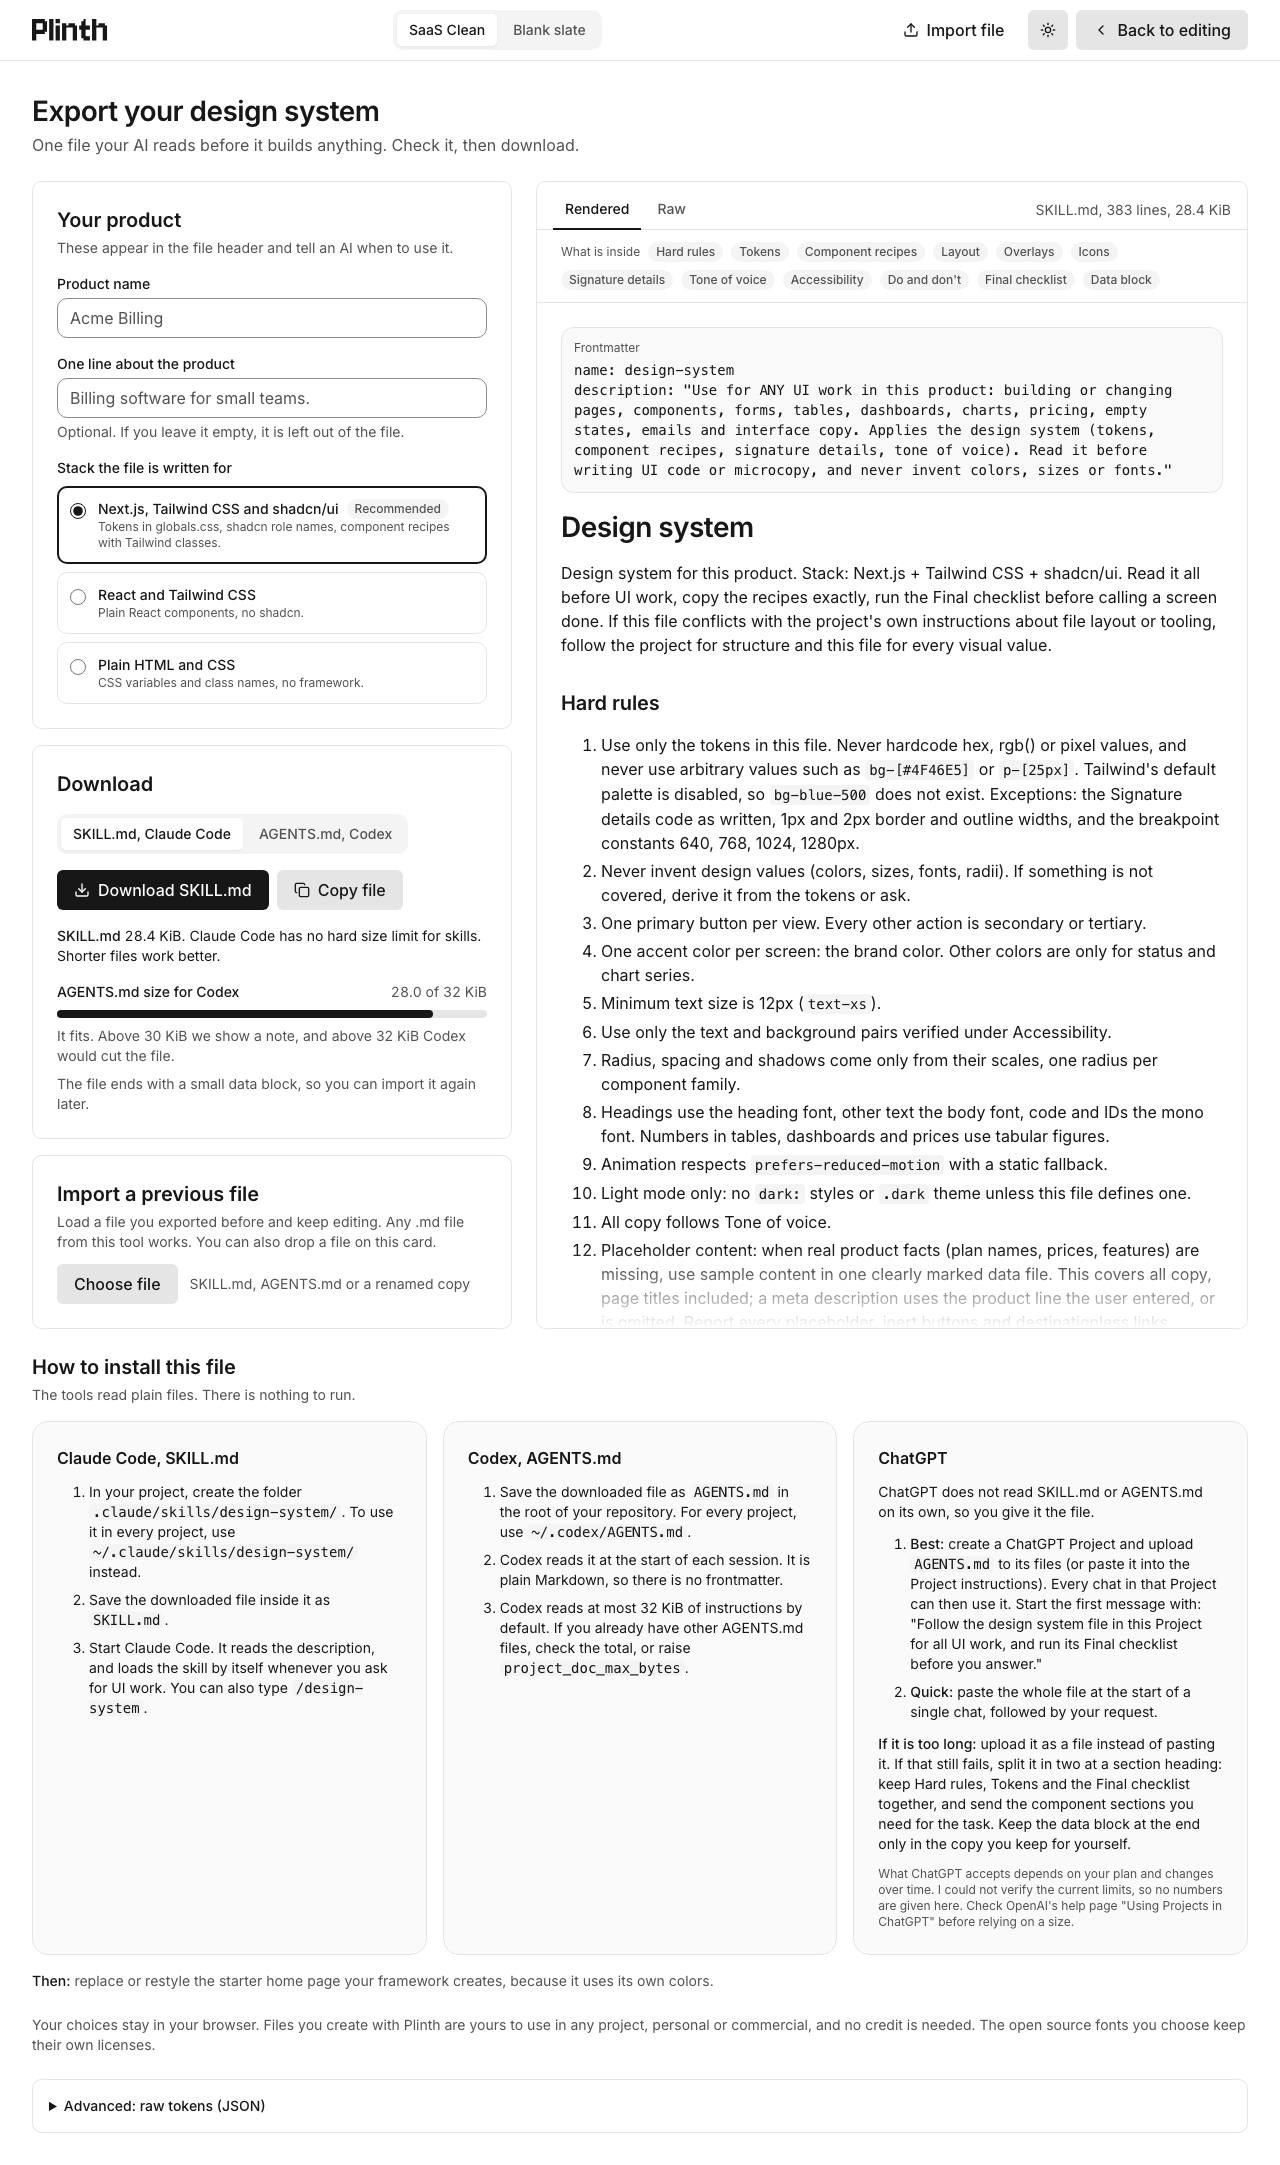 Plinth
SaaS Clean
Blank slate
Import file
Back to editing
Export your design system
One file your AI reads before it builds anything. Check it, then download.
Your product
These appear in the file header and tell an AI when to use it.
Product name
Acme Billing
One line about the product
Billing software for small teams.
Optional. If you leave it empty, it is left out of the file.
Stack the file is written for
Next.js, Tailwind CSS and shadcn/ui Recommended
Tokens in globals.css, shadcn role names, component recipes
with Tailwind classes.
React and Tailwind CSS
Plain React components, no shadcn.
Plain HTML and CSS
CSS variables and class names, no framework.
Download
SKILL.md, Claude Code
AGENTS.md, Codex
Download SKILL.md
Copy file
SKILL.md 28.4 KiB. Claude Code has no hard size limit for skills.
Shorter files work better.
AGENTS.md size for Codex 28.0 of 32 KiB
It fits. Above 30 KiB we show a note, and above 32 KiB Codex
would cut the file.
The file ends with a small data block, so you can import it again
later.
Import a previous file
Load a file you exported before and keep editing. Any .md file
from this tool works. You can also drop a file on this card.
Choose file
SKILL.md, AGENTS.md or a renamed copy
Rendered
Raw
SKILL.md, 383 lines, 28.4 KiB
What is inside Hard rules Tokens Component recipes Layout Overlays Icons
Signature details Tone of voice Accessibility Do and don't Final checklist Data block
Frontmatter
name: design-system
description: "Use for ANY UI work in this product: building or changing
pages, components, forms, tables, dashboards, charts, pricing, empty
states, emails and interface copy. Applies the design system (tokens,
component recipes, signature details, tone of voice). Read it before
writing UI code or microcopy, and never invent colors, sizes or fonts."
Design system
Design system for this product. Stack: Next.js + Tailwind CSS + shadcn/ui. Read it all
before UI work, copy the recipes exactly, run the Final checklist before calling a screen
done. If this file conflicts with the project's own instructions about file layout or tooling,
follow the project for structure and this file for every visual value.
Hard rules
1. Use only the tokens in this file. Never hardcode hex, rgb() or pixel values, and
never use arbitrary values such as bg-[#4F46E5] or p-[25px]. Tailwind's default
palette is disabled, so bg-blue-500 does not exist. Exceptions: the Signature
details code as written, 1px and 2px border and outline widths, and the breakpoint
constants 640, 768, 1024, 1280px.
2. Never invent design values (colors, sizes, fonts, radii). If something is not
covered, derive it from the tokens or ask.
3. One primary button per view. Every other action is secondary or tertiary.
4. One accent color per screen: the brand color. Other colors are only for status and
chart series.
5. Minimum text size is 12px (text-xs).
6. Use only the text and background pairs verified under Accessibility.
7. Radius, spacing and shadows come only from their scales, one radius per
component family.
8. Headings use the heading font, other text the body font, code and IDs the mono
font. Numbers in tables, dashboards and prices use tabular figures.
9. Animation respects prefers-reduced-motion with a static fallback.
10. Light mode only: no dark: styles or .dark theme unless this file defines one.
11. All copy follows Tone of voice.
12. Placeholder content: when real product facts (plan names, prices, features) are
missing, use sample content in one clearly marked data file. This covers all copy,
page titles included; a meta description uses the product line the user entered, or
is omitted. Report every placeholder, inert buttons and destinationless links
How to install this file
The tools read plain files. There is nothing to run.
Claude Code, SKILL.md
1. In your project, create the folder
.claude/skills/design-system/. To use
it in every project, use
~/.claude/skills/design-system/
instead.
2. Save the downloaded file inside it as
SKILL.md.
3. Start Claude Code. It reads the description,
and loads the skill by itself whenever you ask
for UI work. You can also type /design-
system.
Codex, AGENTS.md
1. Save the downloaded file as AGENTS.md in
the root of your repository. For every project,
use ~/.codex/AGENTS.md.
2. Codex reads it at the start of each session. It is
plain Markdown, so there is no frontmatter.
3. Codex reads at most 32 KiB of instructions by
default. If you already have other AGENTS.md
files, check the total, or raise
project_doc_max_bytes.
ChatGPT
ChatGPT does not read SKILL.md or AGENTS.md
on its own, so you give it the file.
1. Best: create a ChatGPT Project and upload
AGENTS.md to its files (or paste it into the
Project instructions). Every chat in that Project
can then use it. Start the first message with:
"Follow the design system file in this Project
for all UI work, and run its Final checklist
before you answer."
2. Quick: paste the whole file at the start of a
single chat, followed by your request.
If it is too long: upload it as a file instead of pasting
it. If that still fails, split it in two at a section heading:
keep Hard rules, Tokens and the Final checklist
together, and send the component sections you
need for the task. Keep the data block at the end
only in the copy you keep for yourself.
What ChatGPT accepts depends on your plan and changes
over time. I could not verify the current limits, so no numbers
are given here. Check OpenAI's help page "Using Projects in
ChatGPT" before relying on a size.
Then: replace or restyle the starter home page your framework creates, because it uses its own colors.
Your choices stay in your browser. Files you create with Plinth are yours to use in any project, personal or commercial, and no credit is needed. The open source fonts you choose keep
their own licenses.
Advanced: raw tokens (JSON)